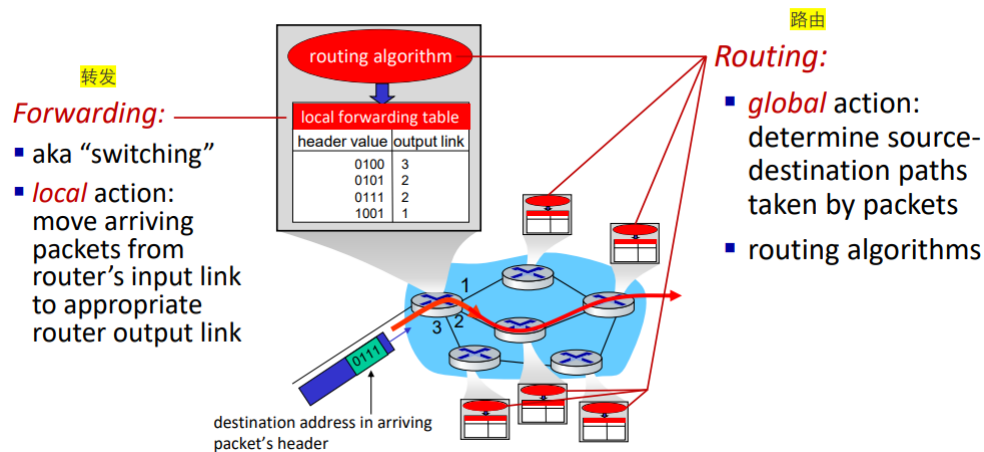 转发
Forwarding:
▪ aka “switching”
▪ local action:
move arriving
packets from
router’s input link
to appropriate
router output link
routing algorithm
local forwarding table
header value output link
0100 3
0101 2
0111 2
1001 1
路由
Routing:
▪ global action:
determine source-
destination paths
taken by packets
▪ routing algorithms
1
2
3
0111
destination address in arriving
packet’s header